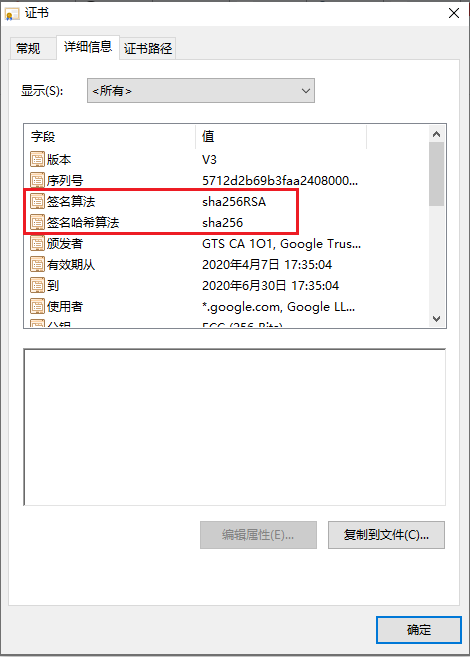 证书
常规 详细信息 证书路径
显示(S): <所有>
字段 值
版本 V3
序列号 5712d2b69b3faa2408000...
签名算法 sha256RSA
签名哈希算法 sha256
颁发者 GTS CA 1O1, Google Trus...
有效期从 2020年4月7日 17:35:04
到 2020年6月30日 17:35:04
使用者 *.google.com, Google LL...
公钥 ECC (256 Bits)
编辑属性(E)... 复制到文件(C)...
确定